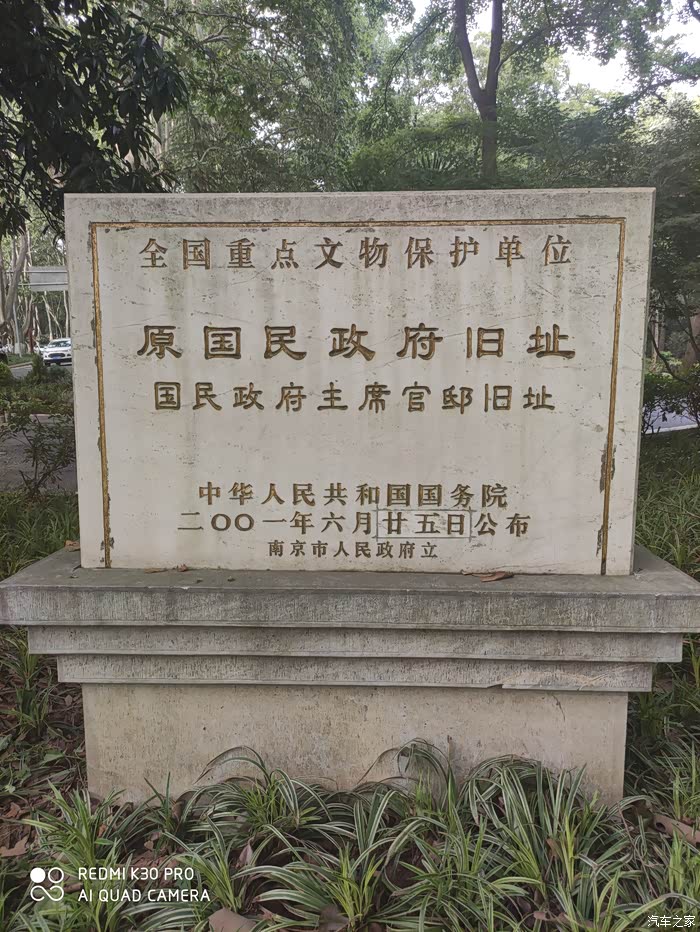 全国重点文物保护单位
原国民政府旧址
国民政府主席官邸旧址
中华人民共和国国务院
二〇〇一年六月廿五日公布
南京市人民政府立
REDMI K30 PRO
AI QUAD CAMERA
汽车之家